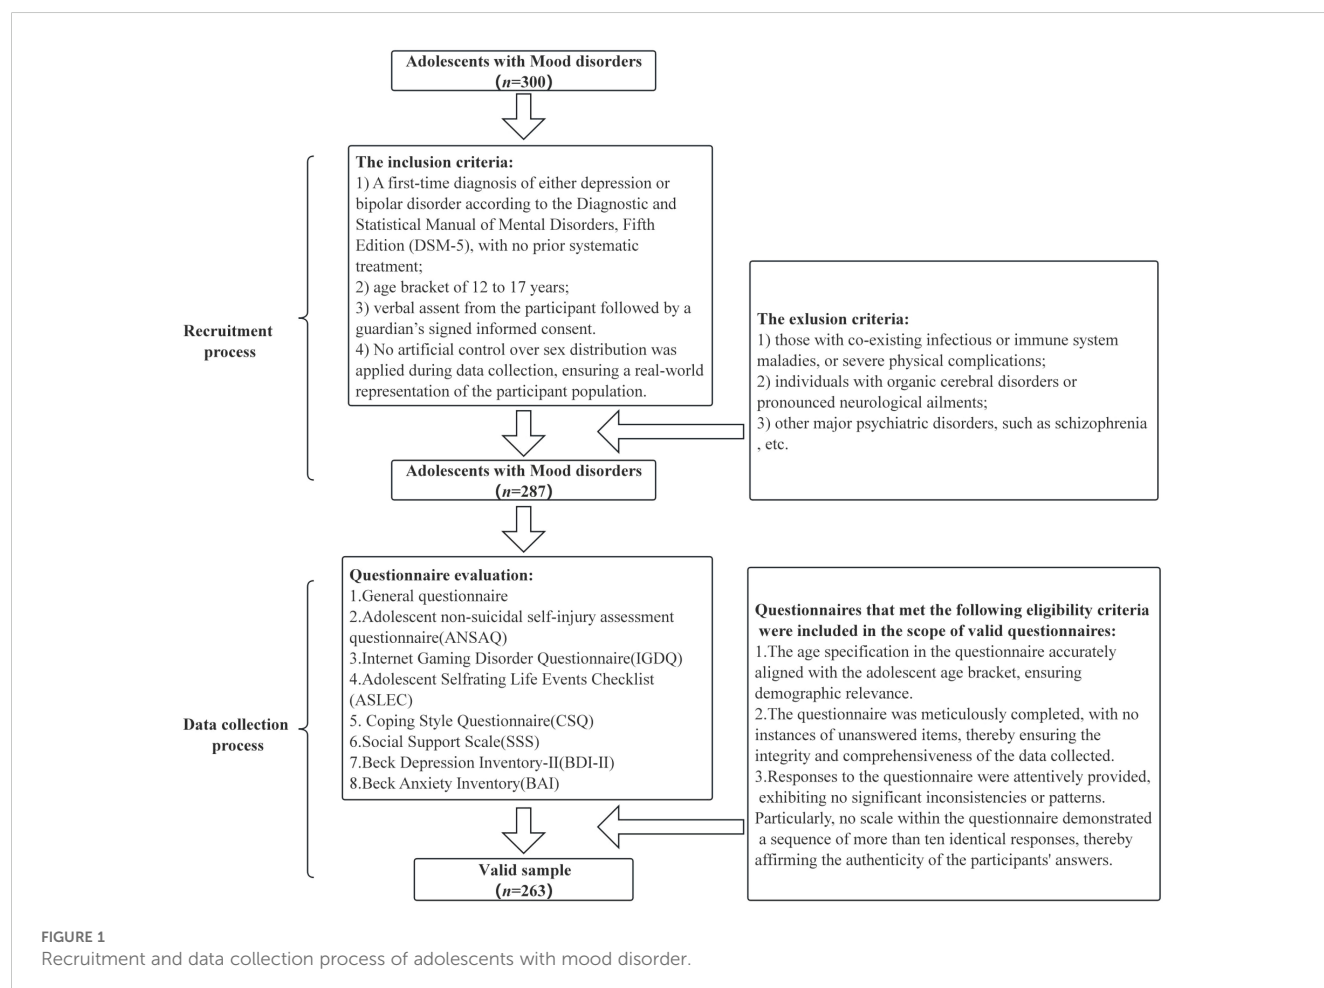 Adolescents with Mood disorders
(n=300)
The inclusion criteria:
1) A first-time diagnosis of either depression or
bipolar disorder according to the Diagnostic and
Statistical Manual of Mental Disorders, Fifth
Edition (DSM-5), with no prior systematic
treatment;
2) age bracket of 12 to 17 years;
3) verbal assent from the participant followed by a
guardian's signed informed consent.
4) No artificial control over sex distribution was
applied during data collection, ensuring a real-world
representation of the participant population.
Recruitment
process
The exlusion criteria:
1) those with co-existing infectious or immune system
maladies, or severe physical complications;
2) individuals with organic cerebral disorders or
pronounced neurological ailments;
3) other major psychiatric disorders, such as schizophrenia
, etc.
Adolescents with Mood disorders
(n=287)
Questionnaire evaluation:
1.General questionnaire
2.Adolescent non-suicidal self-injury assessment
questionnaire(ANSAQ)
3.Internet Gaming Disorder Questionnaire(IGDQ)
4.Adolescent Selfrating Life Events Checklist
(ASLEC)
5. Coping Style Questionnaire(CSQ)
6.Social Support Scale(SSS)
7.Beck Depression Inventory-II(BDI-II)
8.Beck Anxiety Inventory(BAI)
Data collection
process
Questionnaires that met the following eligibility criteria
were included in the scope of valid questionnaires:
1.The age specification in the questionnaire accurately
aligned with the adolescent age bracket, ensuring
demographic relevance.
2.The questionnaire was meticulously completed, with no
instances of unanswered items, thereby ensuring the
integrity and comprehensiveness of the data collected.
3.Responses to the questionnaire were attentively provided,
exhibiting no significant inconsistencies or patterns.
Particularly, no scale within the questionnaire demonstrated
a sequence of more than ten identical responses, thereby
affirming the authenticity of the participants' answers.
Valid sample
(n=263)
FIGURE 1
Recruitment and data collection process of adolescents with mood disorder.